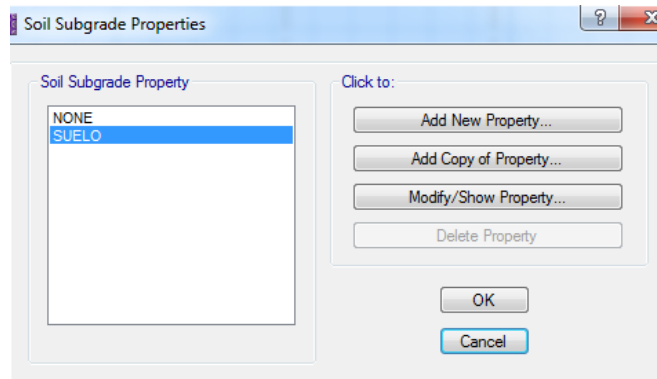 Soil Subgrade Properties
Soil Subgrade Property
NONE
SUELO
Click to:
Add New Property...
Add Copy of Property...
Modify/Show Property...
Delete Property
OK
Cancel